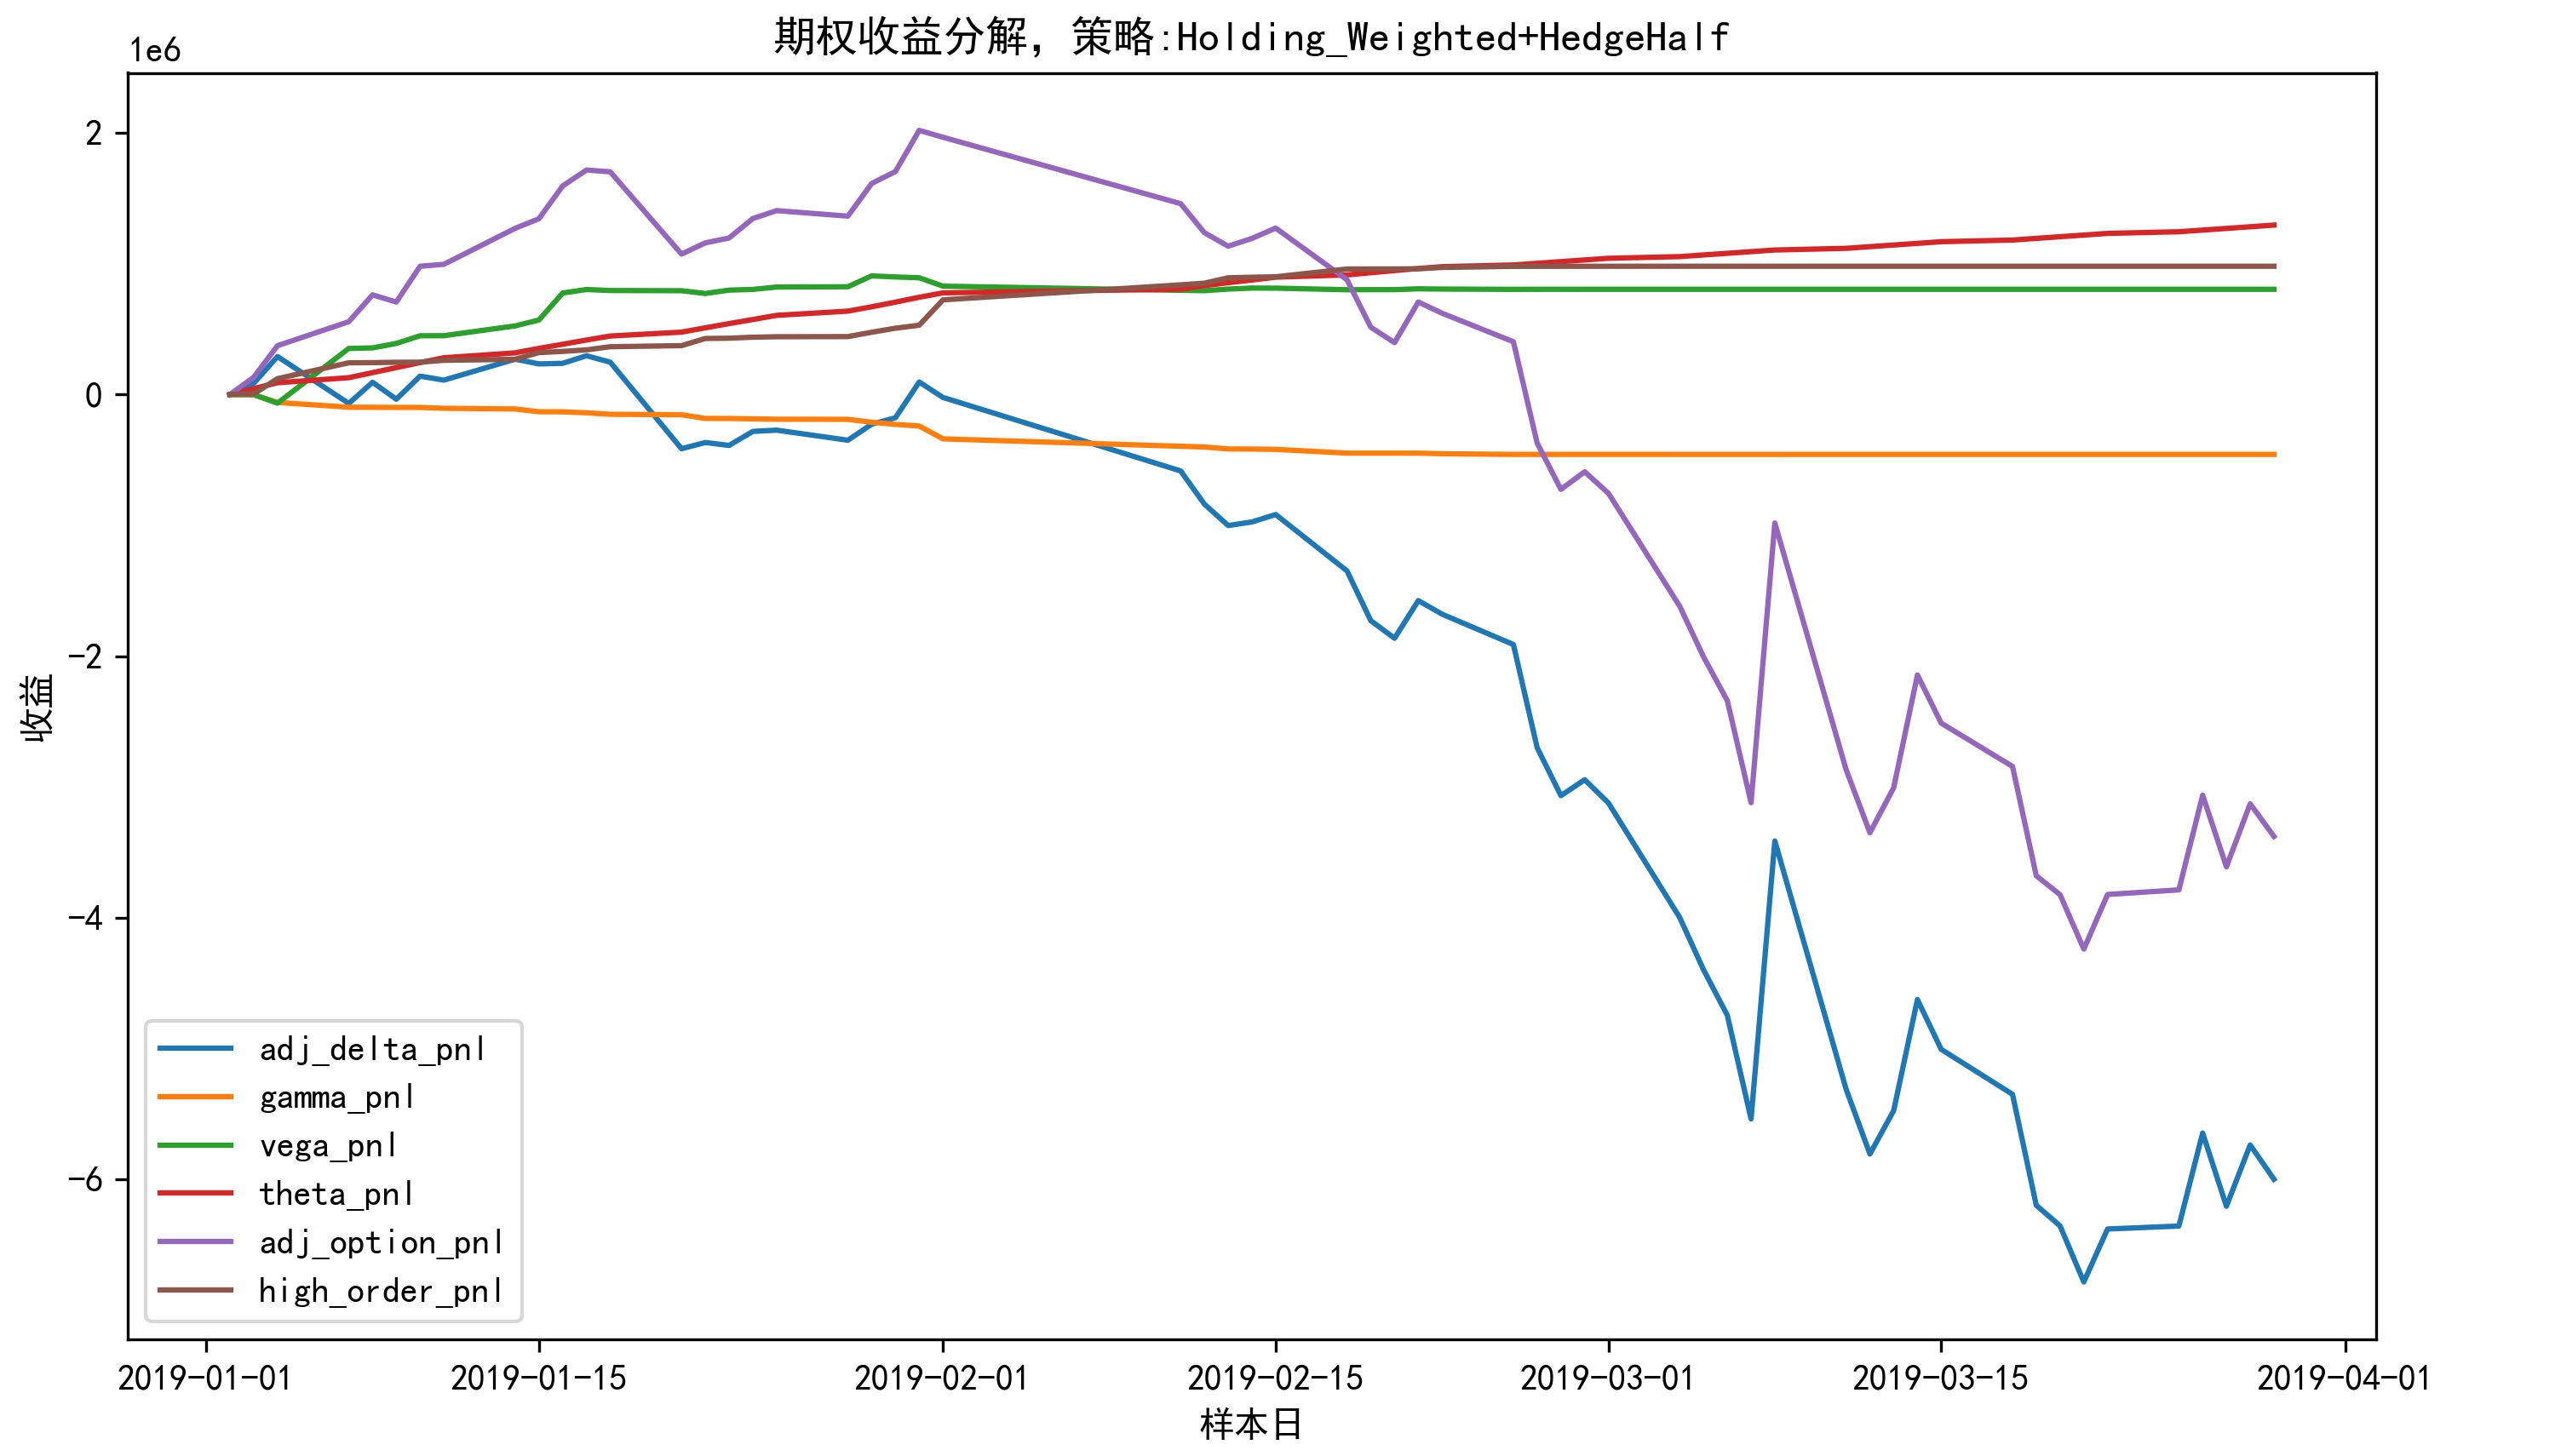 期权收益分解，策略:Holding_Weighted+HedgeHalf
1e6
2
0
-2
-4
-6
收益
adj_delta_pnl
gamma_pnl
vega_pnl
theta_pnl
adj_option_pnl
high_order_pnl
2019-01-01
2019-01-15
2019-02-01
2019-02-15
2019-03-01
2019-03-15
2019-04-01
样本日